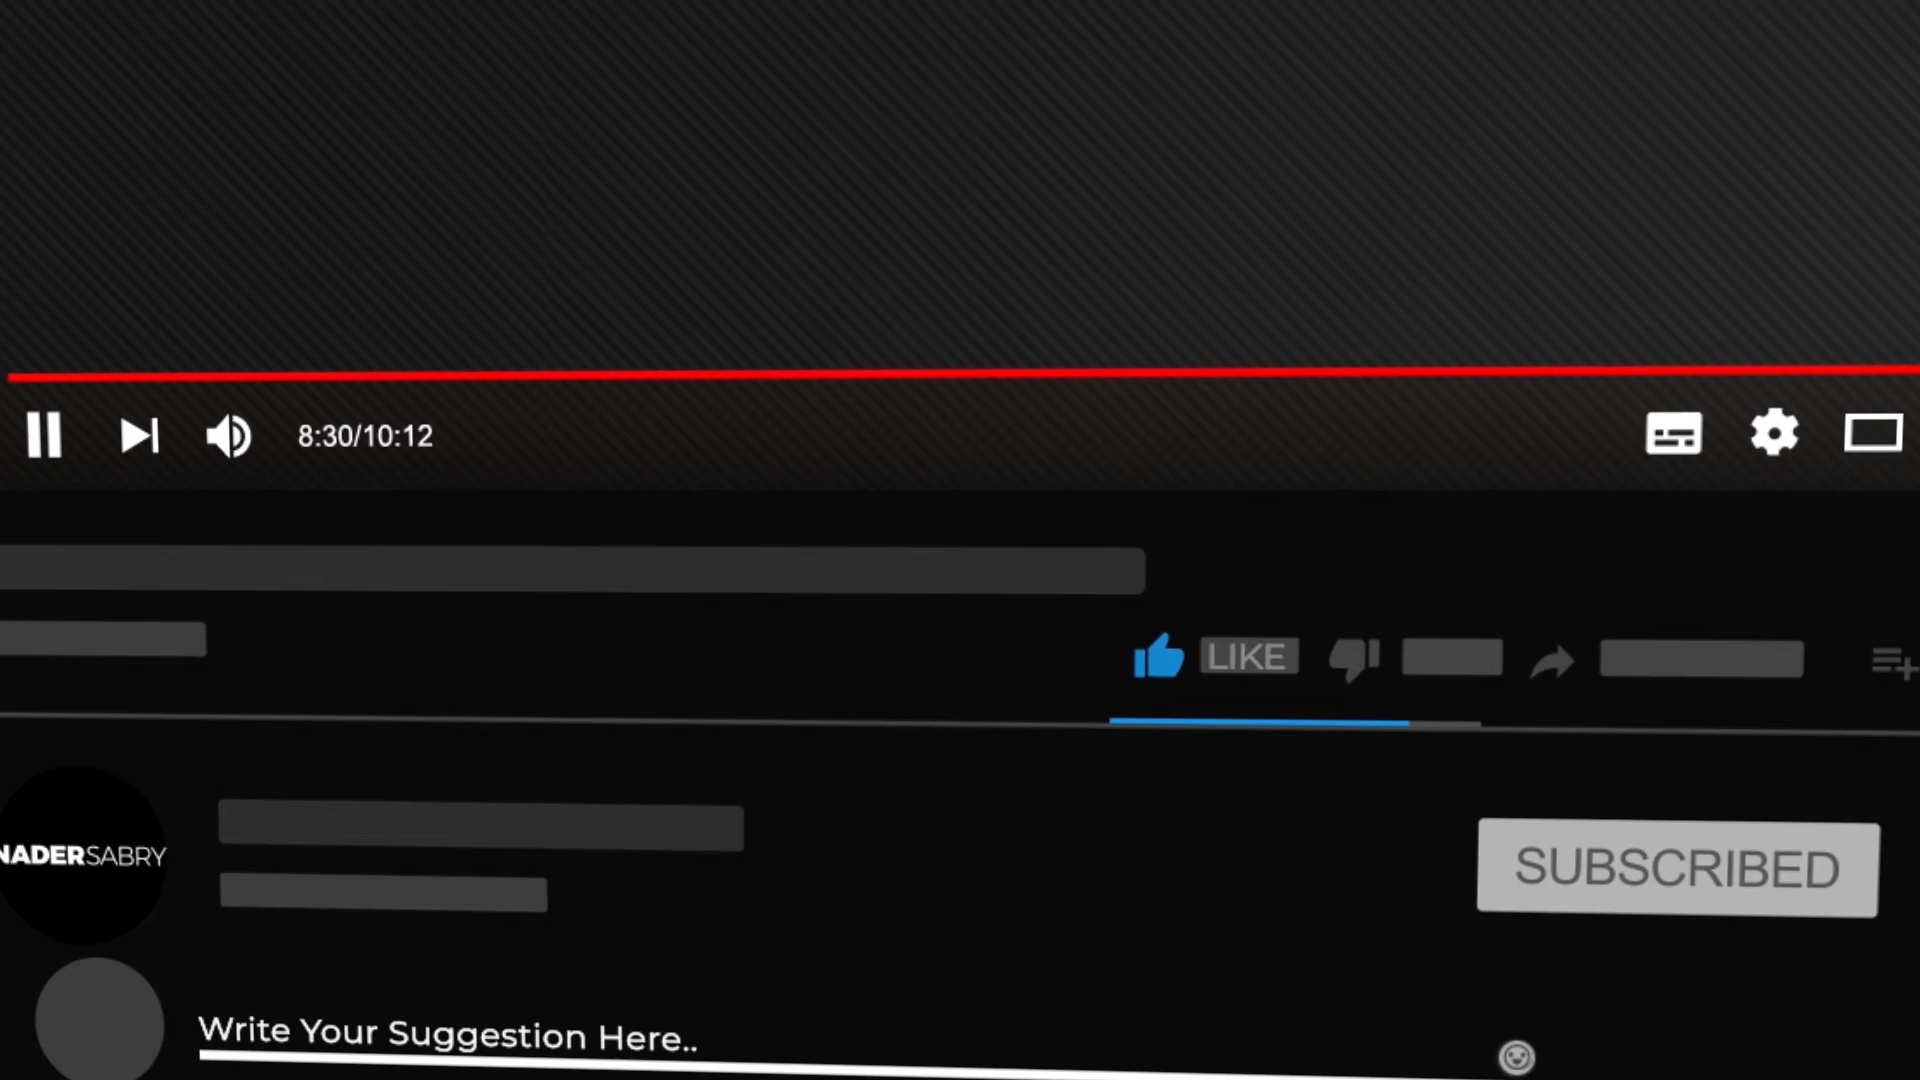 8:30/10:12
LIKE
NADERSABRY
SUBSCRIBED
Write Your Suggestion Here..